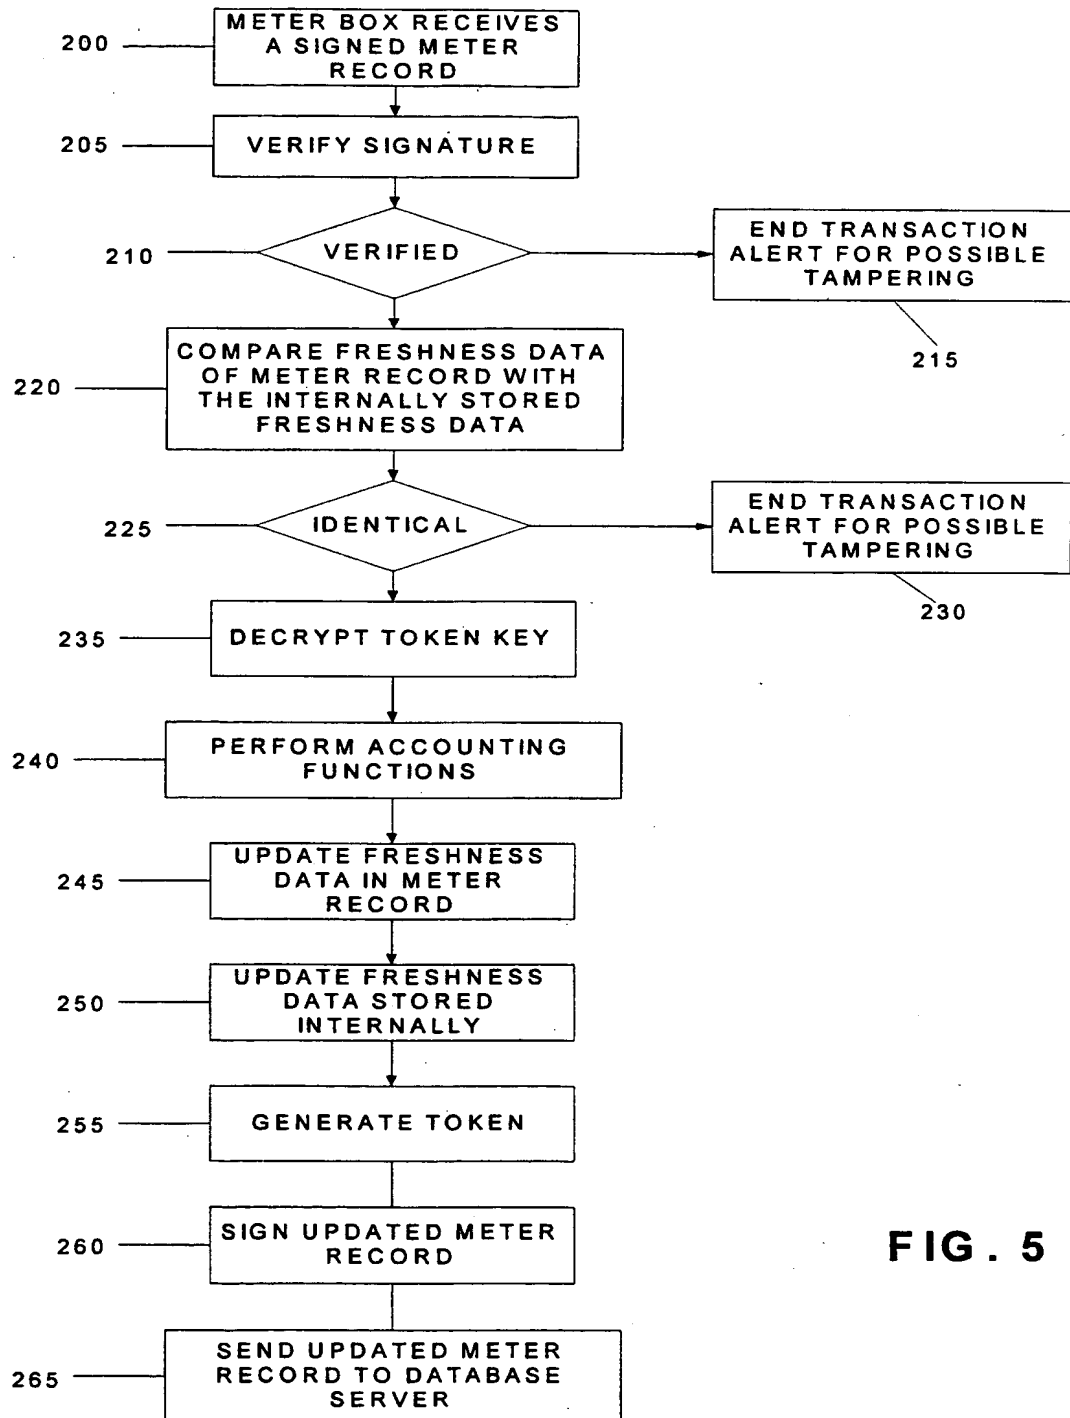 METER BOX RECEIVES
A SIGNED METER
RECORD
200
VERIFY SIGNATURE
205
VERIFIED
210
END TRANSACTION
ALERT FOR POSSIBLE
TAMPERING
215
COMPARE FRESHNESS DATA
OF METER RECORD WITH
THE INTERNALLY STORED
FRESHNESS DATA
220
IDENTICAL
225
END TRANSACTION
ALERT FOR POSSIBLE
TAMPERING
230
DECRYPT TOKEN KEY
235
PERFORM ACCOUNTING
FUNCTIONS
240
UPDATE FRESHNESS
DATA IN METER
RECORD
245
UPDATE FRESHNESS
DATA STORED
INTERNALLY
250
GENERATE TOKEN
255
SIGN UPDATED METER
RECORD
260
SEND UPDATED METER
RECORD TO DATABASE
SERVER
265
FIG. 5